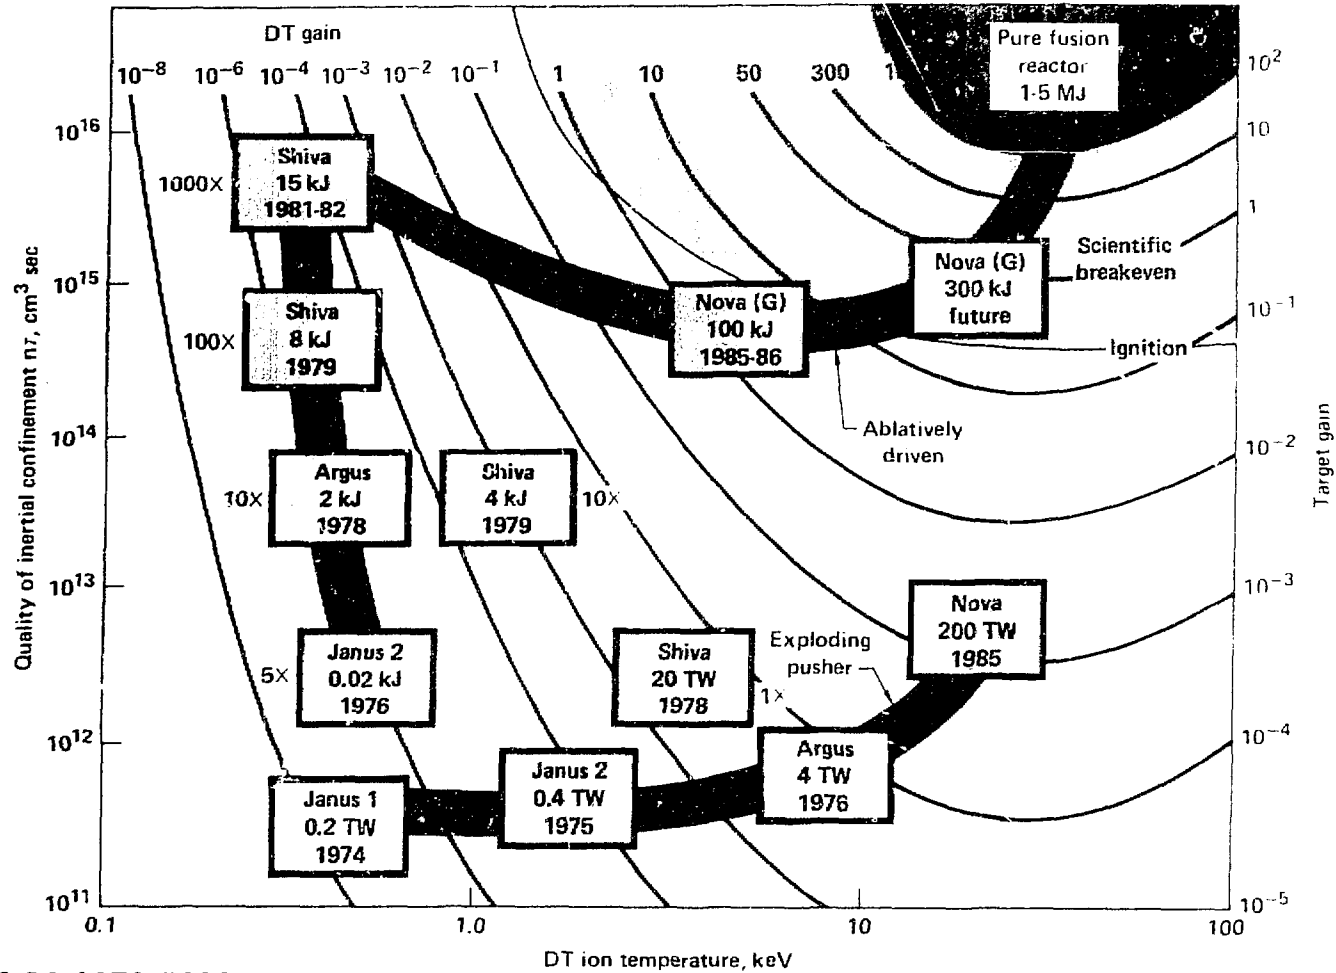 DT gain
10⁻⁸ 10⁻⁶ 10⁻⁴ 10⁻³ 10⁻² 10⁻¹ 1 10 50 300
Pure fusion
reactor
1-5 MJ
10²
10
1
10⁻¹
10⁻²
10⁻³
10⁻⁴
10⁻⁵
Target gain
10¹⁶
10¹⁵
10¹⁴
10¹³
10¹²
10¹¹
Quality of inertial confinement nτ, cm³ sec
1000X
Shiva
15 kJ
1981-82
100X
Shiva
8 kJ
1979
Nova (G)
100 kJ
1985-86
Nova (G)
300 kJ
future
Scientific
breakeven
Ignition
Ablatively
driven
10X
Argus
2 kJ
1978
Shiva
4 kJ
1979
10X
5X
Janus 2
0.02 kJ
1976
Shiva
20 TW
1978
1X
Exploding
pusher
Nova
200 TW
1985
Janus 1
0.2 TW
1974
Janus 2
0.4 TW
1975
Argus
4 TW
1976
0.1 1.0 10 100
DT ion temperature, keV